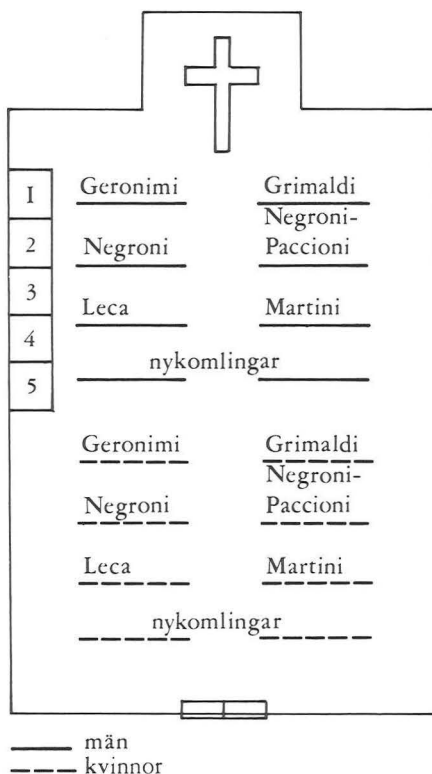 1
2
3
4
5
Geronimi Grimaldi
Negroni-
Negroni Paccioni
Leca Martini
nykomlingar
Geronimi Grimaldi
Negroni-
Negroni Paccioni
Leca Martini
nykomlingar
män
kvinnor